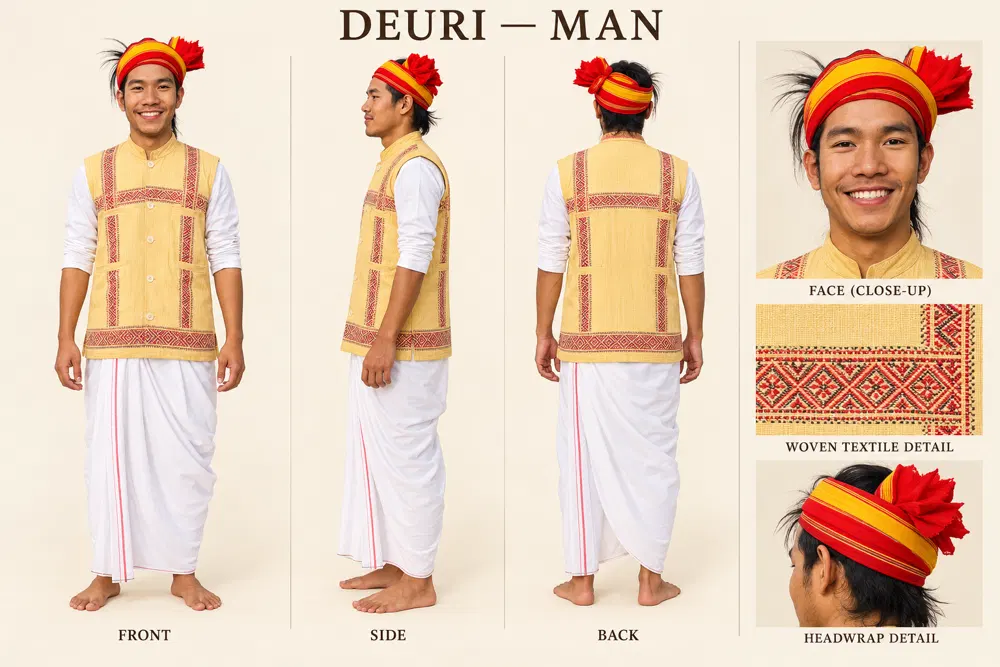 DEURI — MAN
FRONT
SIDE
BACK
FACE (CLOSE-UP)
WOVEN TEXTILE DETAIL
HEADWRAP DETAIL